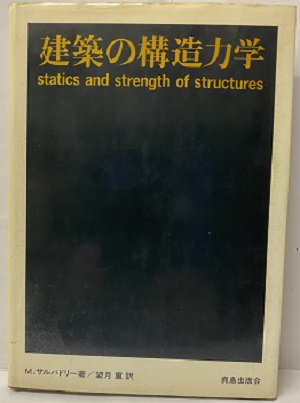 建築の構造力学
statics and strength of structures
M.サルバドリー著/望月 重訳
鹿島出版会